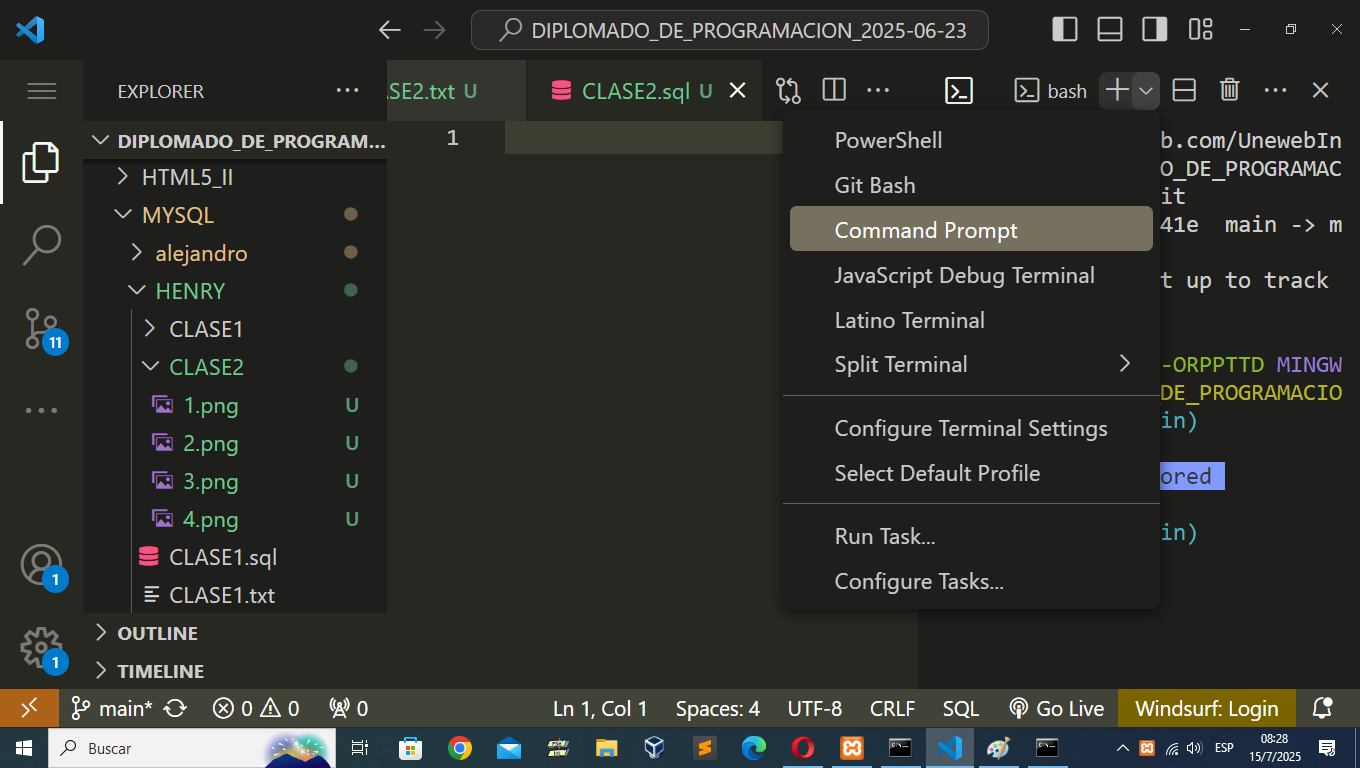 DIPLOMADO_DE_PROGRAMACION_2025-06-23
EXPLORER
SE2.txt U
CLASE2.sql U
bash
DIPLOMADO_DE_PROGRAM...
HTML5_II
MYSQL
alejandro
HENRY
CLASE1
CLASE2
1.png U
2.png U
3.png U
4.png U
CLASE1.sql
CLASE1.txt
OUTLINE
TIMELINE
11
1
1
1
PowerShell
Git Bash
Command Prompt
JavaScript Debug Terminal
Latino Terminal
Split Terminal
Configure Terminal Settings
Select Default Profile
Run Task...
Configure Tasks...
b.com/UnewebIn
O_DE_PROGRAMAC
it
41e main -> m
t up to track
-ORPPTTD MINGW
DE_PROGRAMACIO
in)
ored
in)
main* 0 0 0 Ln 1, Col 1 Spaces: 4 UTF-8 CRLF SQL Go Live Windsurf: Login
Buscar
ESP
08:28
15/7/2025